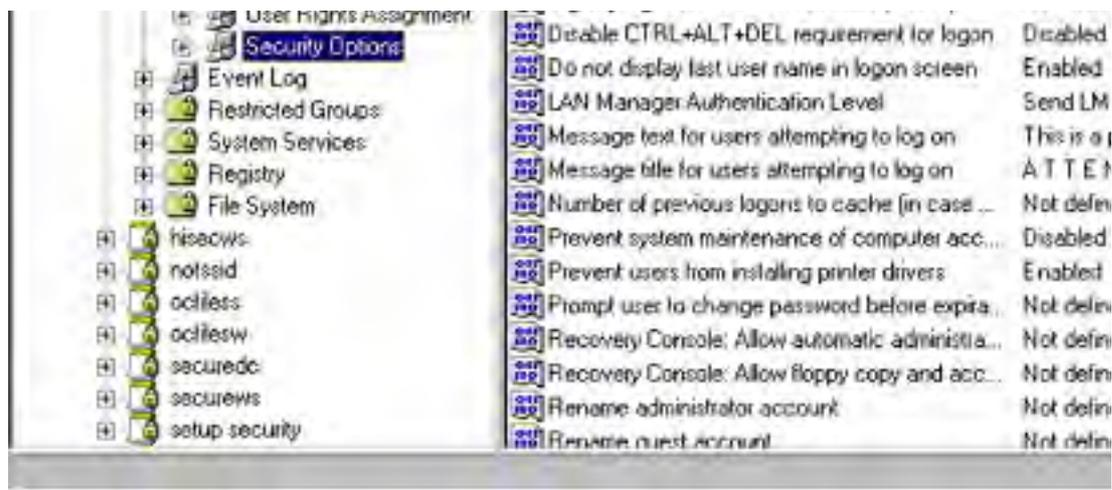 User Rights Assignment
Security Options
Event Log
Restricted Groups
System Services
Registry
File System
hisecws
notssid
ocfiless
ocfilesw
securedc
securews
setup security
Disable CTRL+ALT+DEL requirement for logon Disabled
Do not display last user name in logon screen Enabled
LAN Manager Authentication Level Send LM
Message text for users attempting to log on This is a
Message title for users attempting to log on A T T E N
Number of previous logons to cache (in case ... Not defin
Prevent system maintenance of computer acc... Disabled
Prevent users from installing printer drivers Enabled
Prompt user to change password before expira... Not defin
Recovery Console: Allow automatic administra... Not defin
Recovery Console: Allow floppy copy and acc... Not defin
Rename administrator account Not defin
Rename guest account Not defin